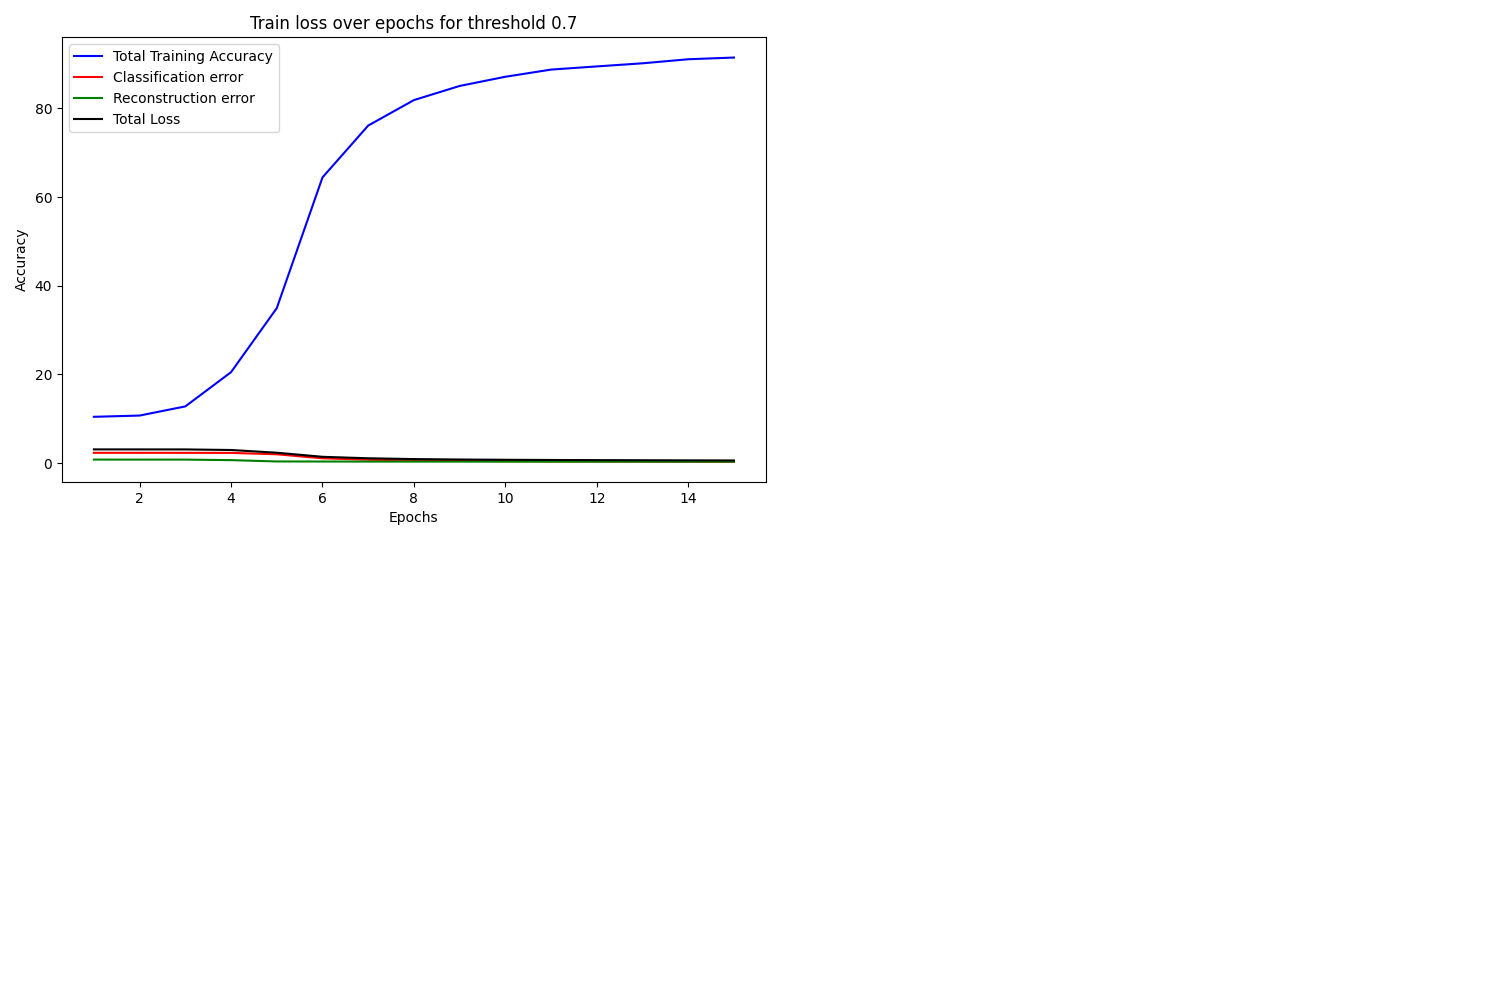 Train loss over epochs for threshold 0.7
Total Training Accuracy
Classification error
Reconstruction error
Total Loss
Accuracy
80
60
40
20
0
2 4 6 8 10 12 14
Epochs